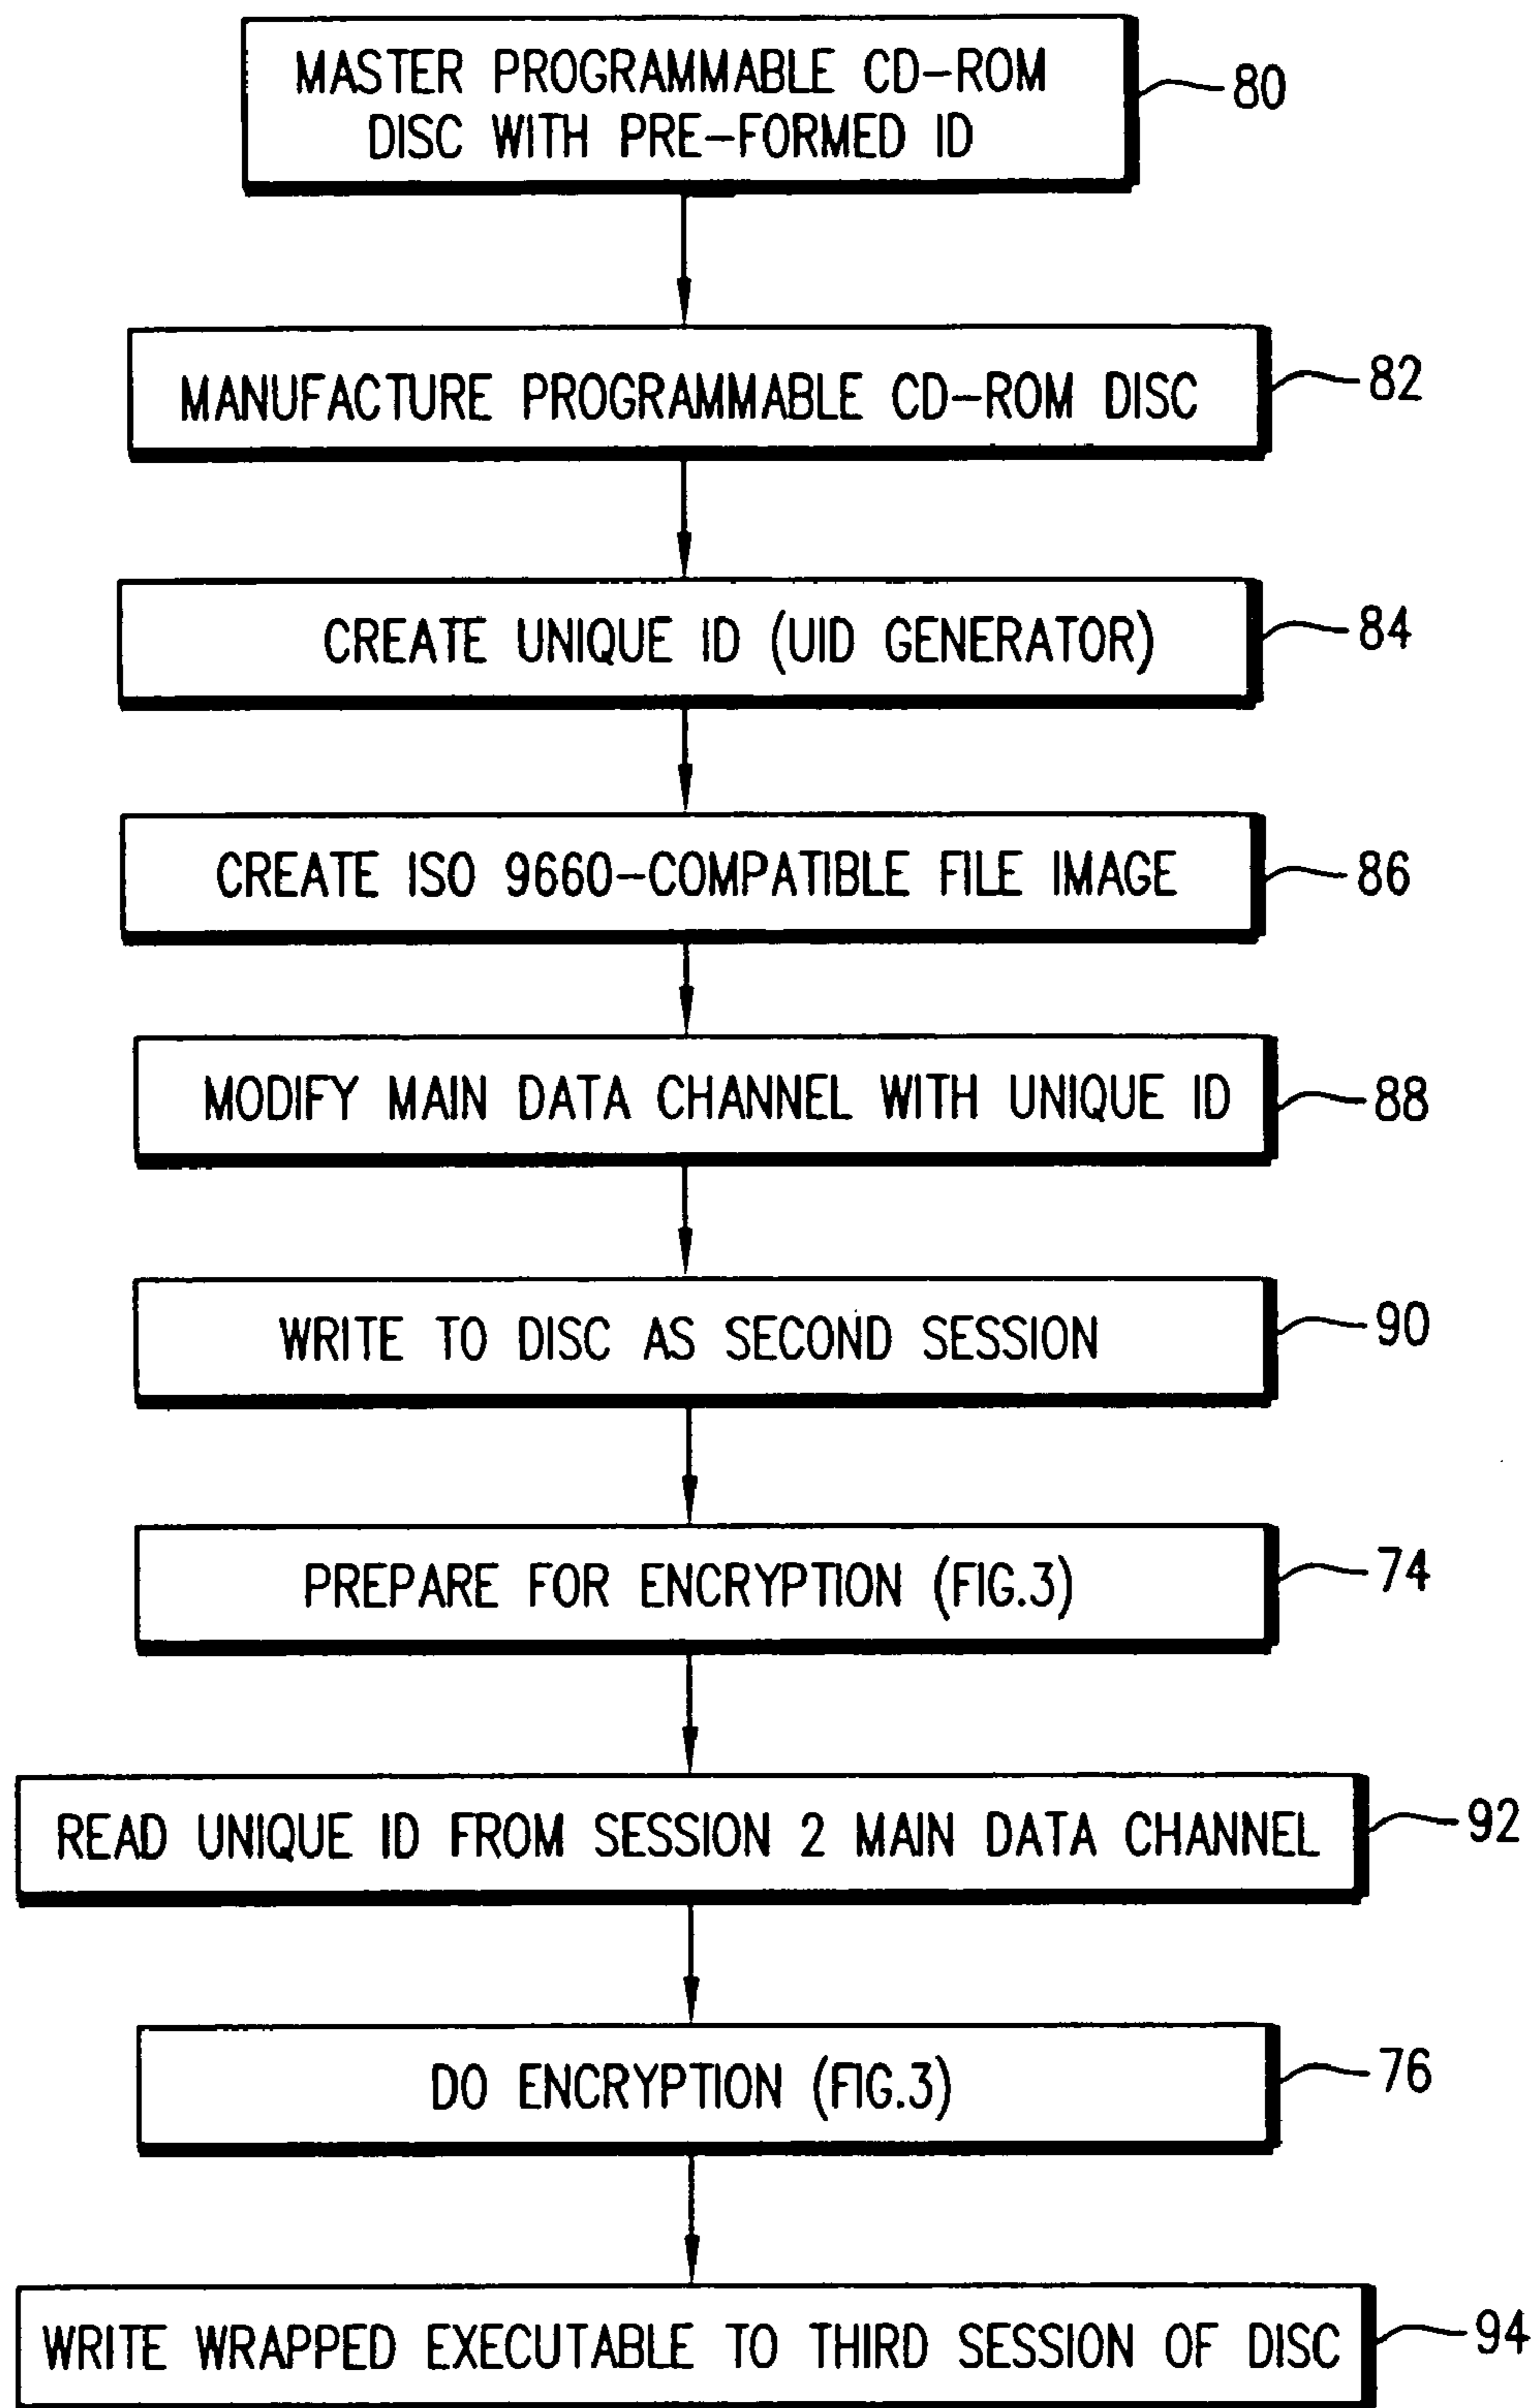 MASTER PROGRAMMABLE CD-ROM
DISC WITH PRE-FORMED ID
80
MANUFACTURE PROGRAMMABLE CD-ROM DISC
82
CREATE UNIQUE ID (UID GENERATOR)
84
CREATE ISO 9660-COMPATIBLE FILE IMAGE
86
MODIFY MAIN DATA CHANNEL WITH UNIQUE ID
88
WRITE TO DISC AS SECOND SESSION
90
PREPARE FOR ENCRYPTION (FIG.3)
74
READ UNIQUE ID FROM SESSION 2 MAIN DATA CHANNEL
92
DO ENCRYPTION (FIG.3)
76
WRITE WRAPPED EXECUTABLE TO THIRD SESSION OF DISC
94